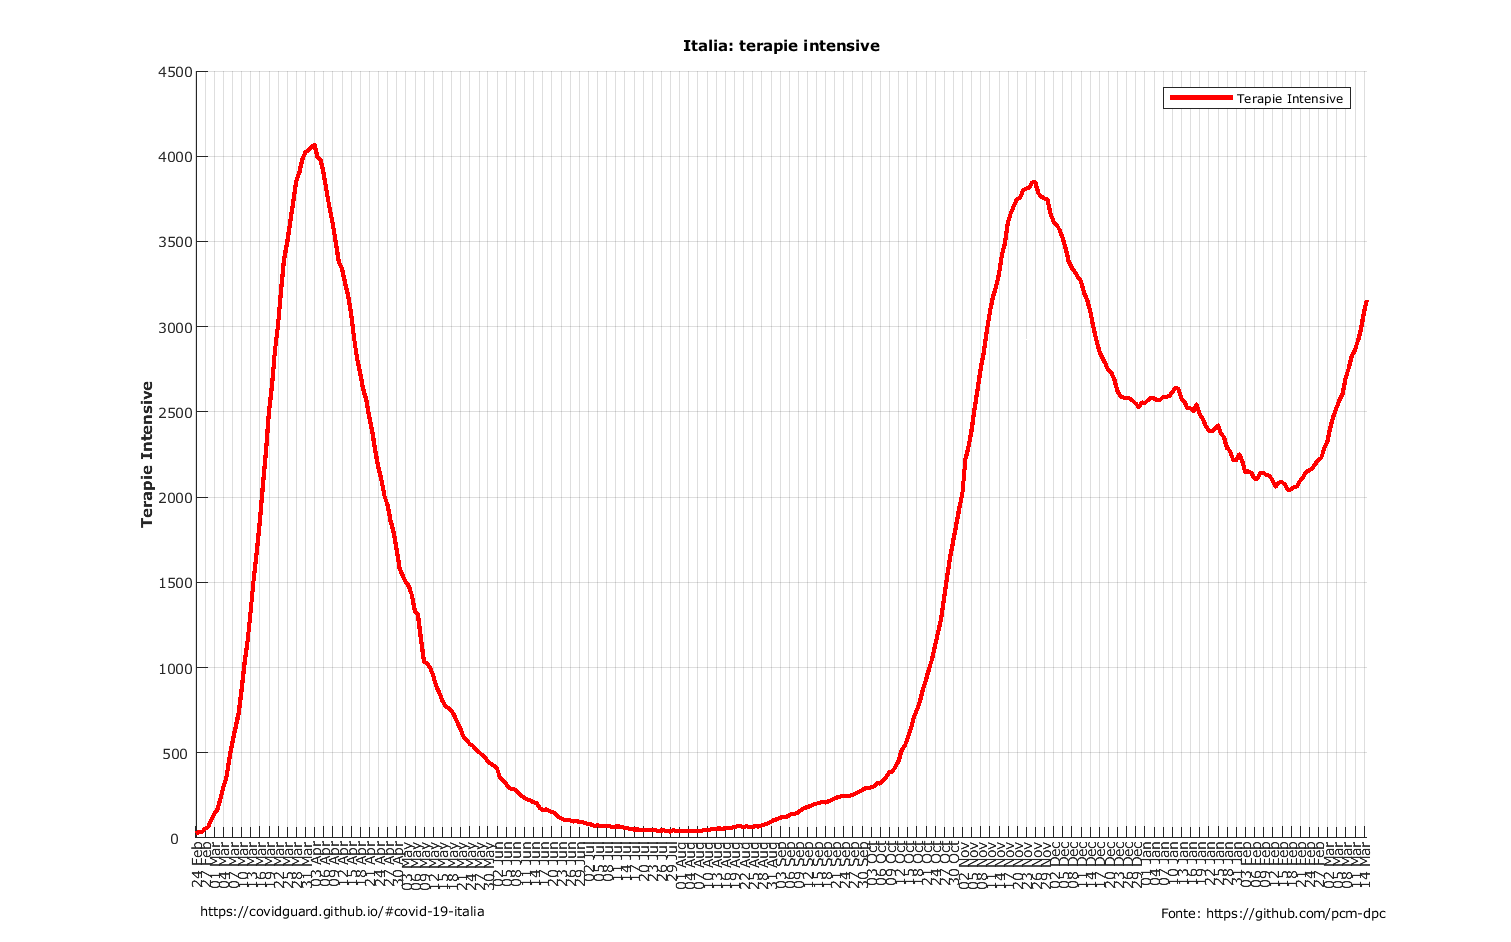 Italia: terapie intensive
Terapie Intensive
4500
4000
3500
3000
2500
2000
1500
1000
500
0
Terapie Intensive
24 Feb
27 Feb
01 Mar
04 Mar
07 Mar
10 Mar
13 Mar
16 Mar
19 Mar
22 Mar
25 Mar
28 Mar
31 Mar
03 Apr
06 Apr
09 Apr
12 Apr
15 Apr
18 Apr
21 Apr
24 Apr
27 Apr
30 Apr
03 May
06 May
09 May
12 May
15 May
18 May
21 May
24 May
27 May
30 May
02 Jun
05 Jun
08 Jun
11 Jun
14 Jun
17 Jun
20 Jun
23 Jun
26 Jun
29 Jun
02 Jul
05 Jul
08 Jul
11 Jul
14 Jul
17 Jul
20 Jul
23 Jul
26 Jul
29 Jul
01 Aug
04 Aug
07 Aug
10 Aug
13 Aug
16 Aug
19 Aug
22 Aug
25 Aug
28 Aug
31 Aug
03 Sep
06 Sep
09 Sep
12 Sep
15 Sep
18 Sep
21 Sep
24 Sep
27 Sep
30 Sep
03 Oct
06 Oct
09 Oct
12 Oct
15 Oct
18 Oct
21 Oct
24 Oct
27 Oct
30 Oct
02 Nov
05 Nov
08 Nov
11 Nov
14 Nov
17 Nov
20 Nov
23 Nov
26 Nov
29 Nov
02 Dec
05 Dec
08 Dec
11 Dec
14 Dec
17 Dec
20 Dec
23 Dec
26 Dec
29 Dec
01 Jan
04 Jan
07 Jan
10 Jan
13 Jan
16 Jan
19 Jan
22 Jan
25 Jan
28 Jan
31 Jan
03 Feb
06 Feb
09 Feb
12 Feb
15 Feb
18 Feb
21 Feb
24 Feb
27 Feb
02 Mar
05 Mar
08 Mar
11 Mar
14 Mar
https://covidguard.github.io/#covid-19-italia
Fonte: https://github.com/pcm-dpc